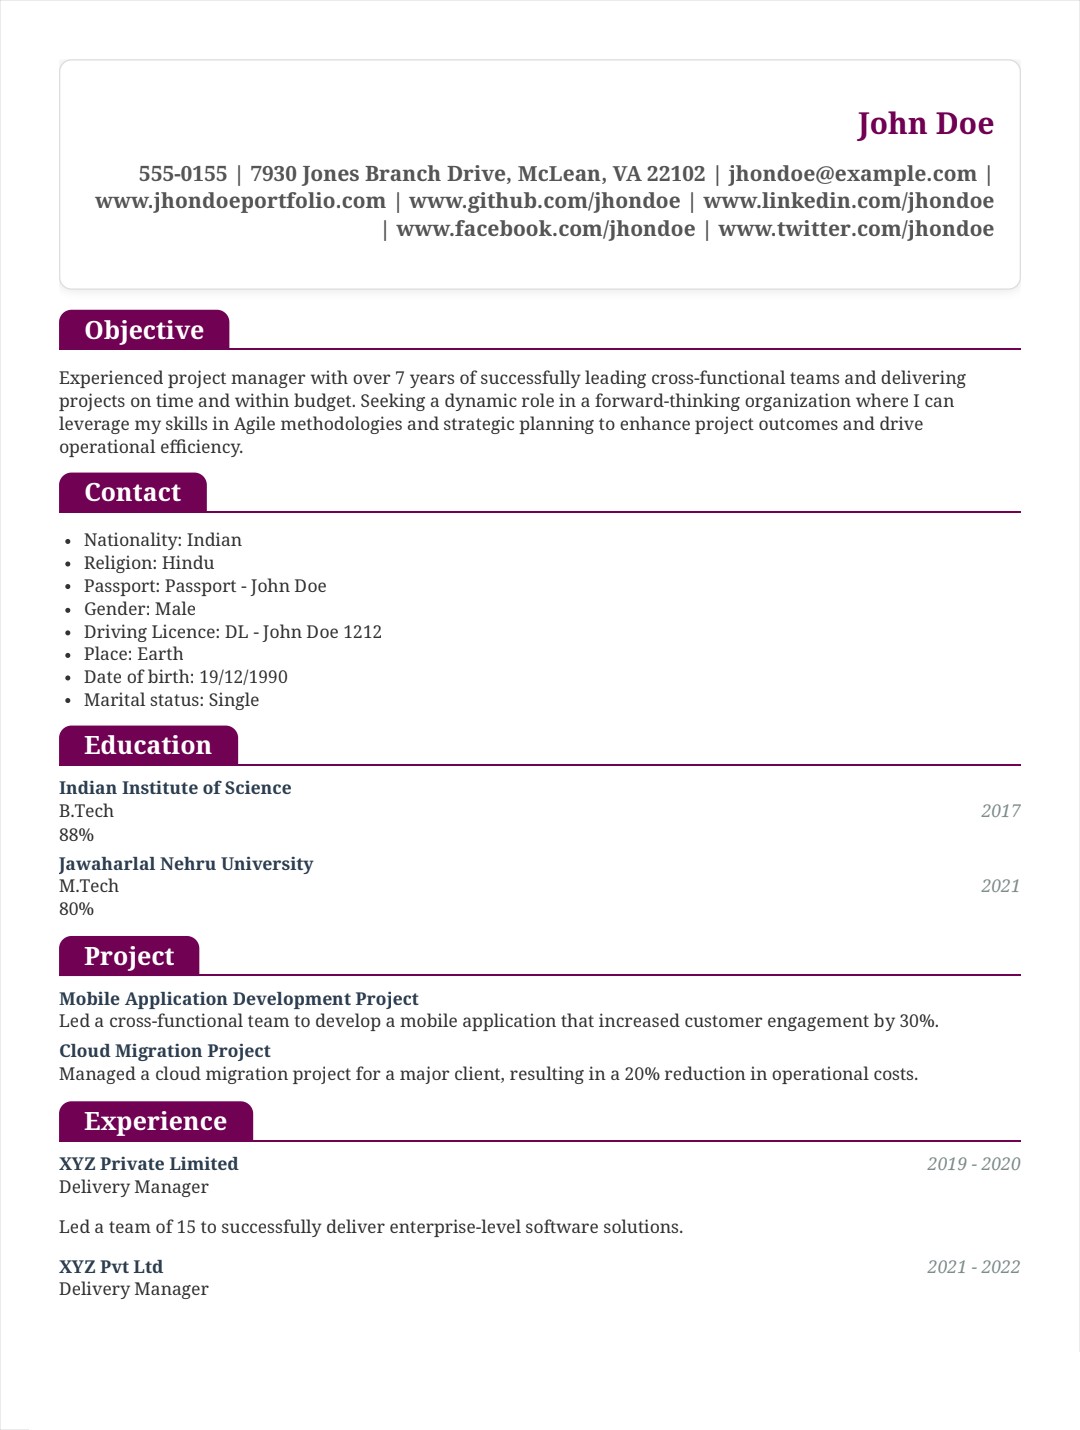 John Doe
555-0155 | 7930 Jones Branch Drive, McLean, VA 22102 | jhondoe@example.com |
www.jhondoeportfolio.com | www.github.com/jhondoe | www.linkedin.com/jhondoe
| www.facebook.com/jhondoe | www.twitter.com/jhondoe
Objective
Experienced project manager with over 7 years of successfully leading cross-functional teams and delivering
projects on time and within budget. Seeking a dynamic role in a forward-thinking organization where I can
leverage my skills in Agile methodologies and strategic planning to enhance project outcomes and drive
operational efficiency.
Contact
• Nationality: Indian
• Religion: Hindu
• Passport: Passport - John Doe
• Gender: Male
• Driving Licence: DL - John Doe 1212
• Place: Earth
• Date of birth: 19/12/1990
• Marital status: Single
Education
Indian Institute of Science
B.Tech 2017
88%
Jawaharlal Nehru University
M.Tech 2021
80%
Project
Mobile Application Development Project
Led a cross-functional team to develop a mobile application that increased customer engagement by 30%.
Cloud Migration Project
Managed a cloud migration project for a major client, resulting in a 20% reduction in operational costs.
Experience
XYZ Private Limited 2019 - 2020
Delivery Manager
Led a team of 15 to successfully deliver enterprise-level software solutions.
XYZ Pvt Ltd 2021 - 2022
Delivery Manager